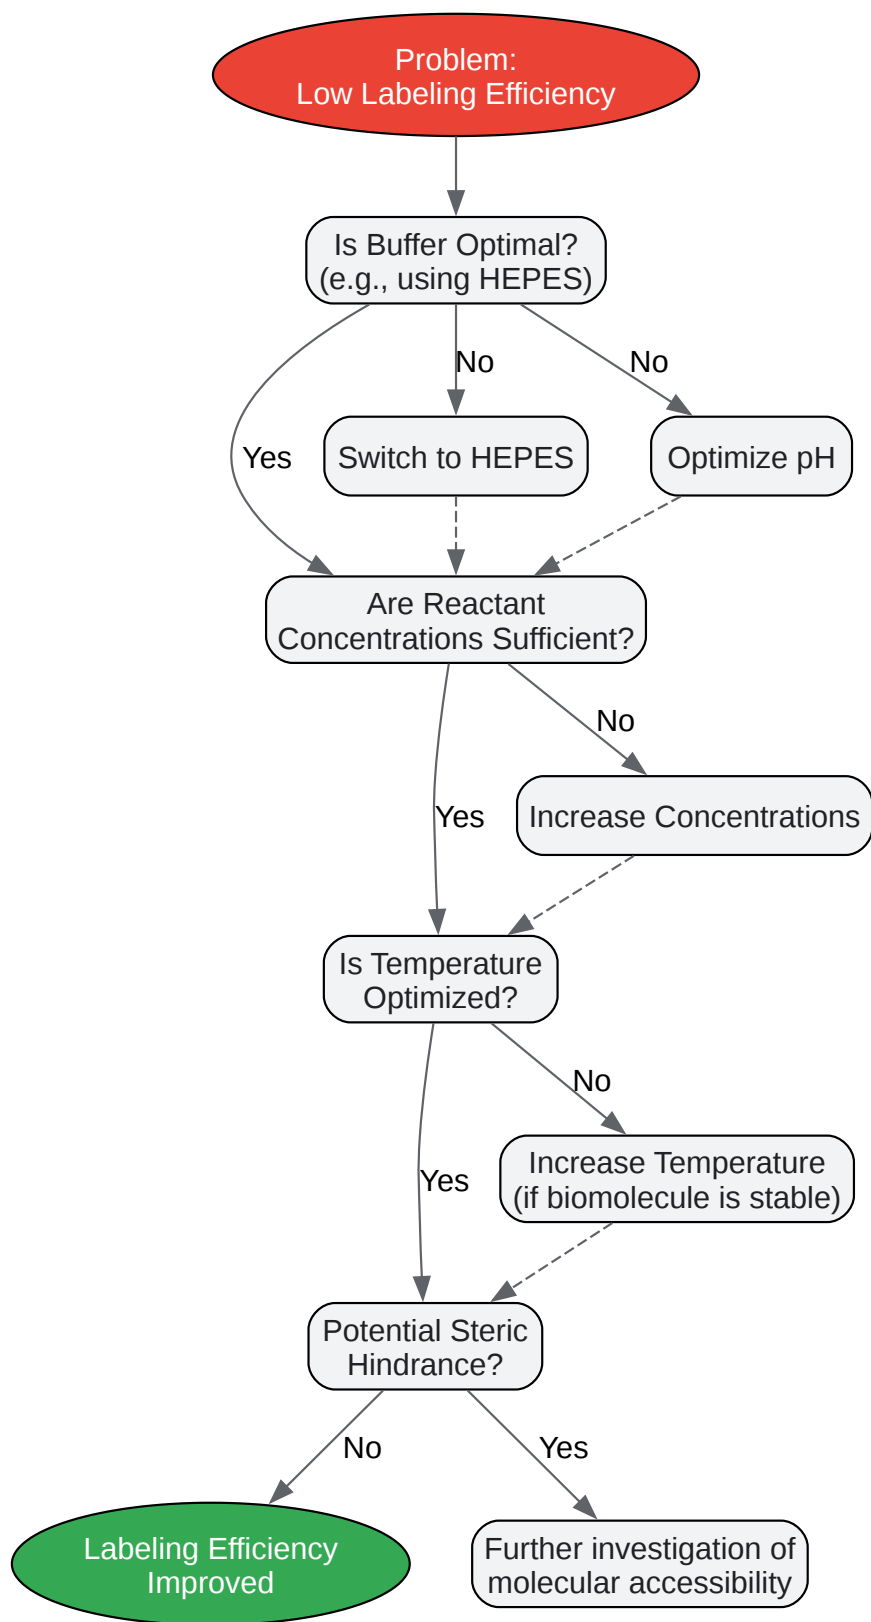 Problem:
Low Labeling Efficiency
Is Buffer Optimal?
(e.g., using HEPES)
No
No
Yes
Switch to HEPES
Optimize pH
Are Reactant
Concentrations Sufficient?
No
Yes
Increase Concentrations
Is Temperature
Optimized?
No
Yes
Increase Temperature
(if biomolecule is stable)
Potential Steric
Hindrance?
No
Yes
Labeling Efficiency
Improved
Further investigation of
molecular accessibility